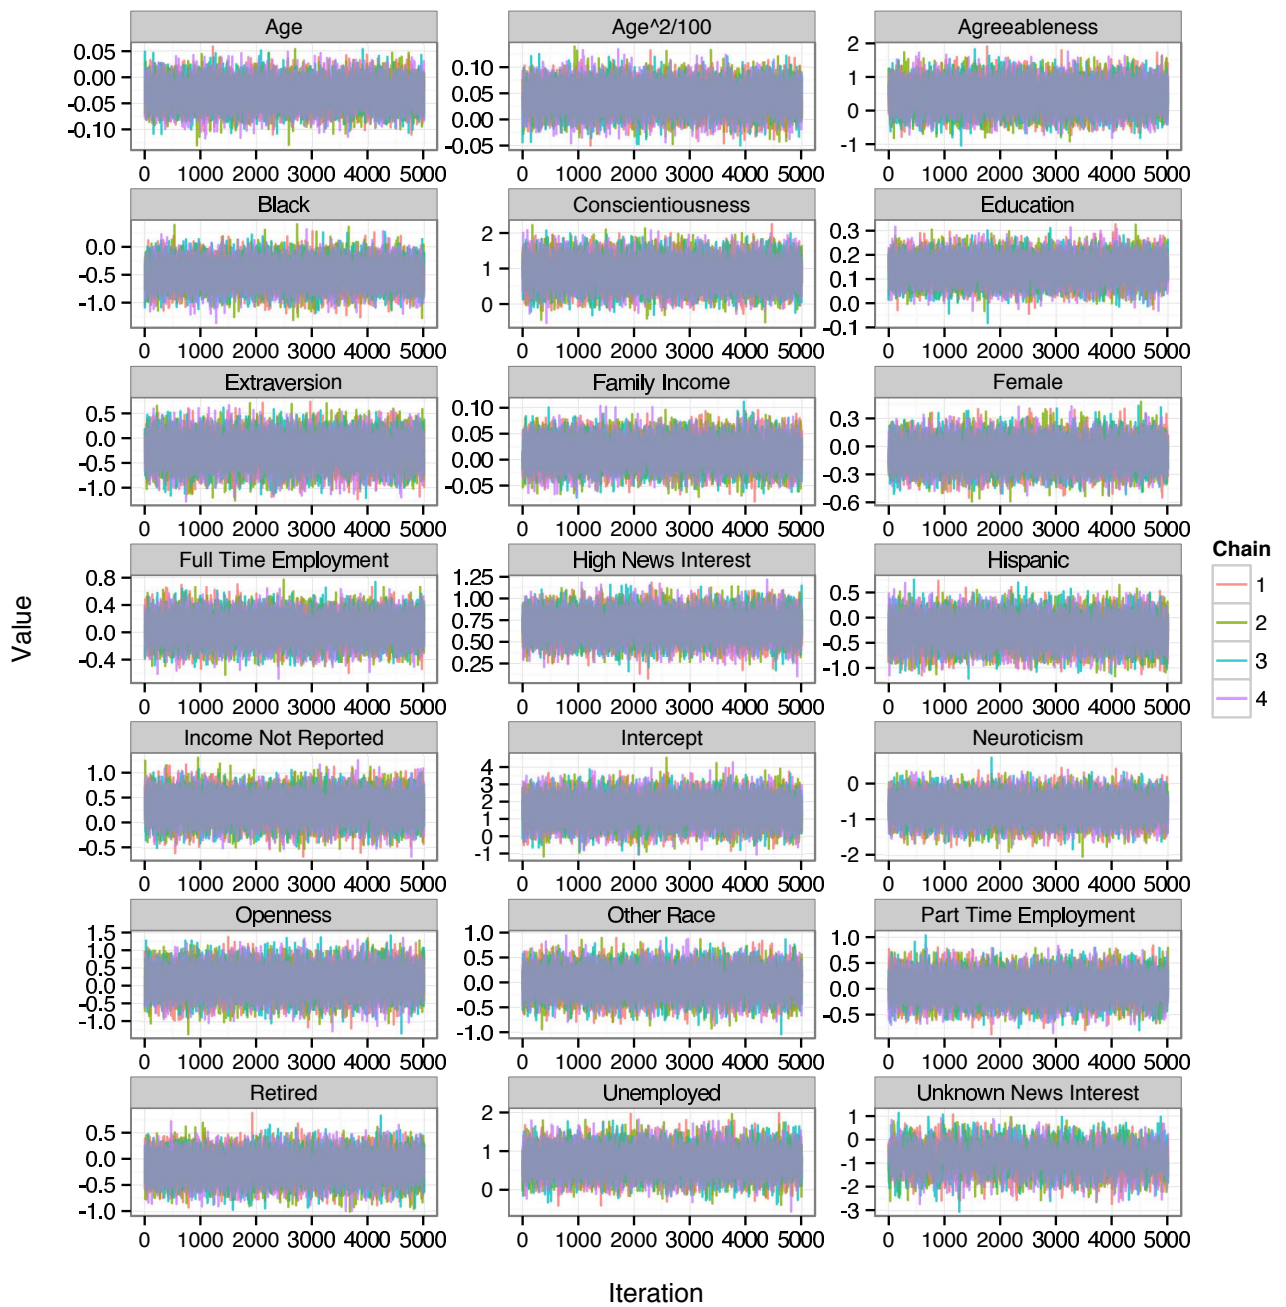 Age
Age^2/100
Agreeableness
0.05
0.00
-0.05
-0.10
0.10
0.05
0.00
-0.05
2
1
0
-1
0 1000 2000 3000 4000 5000
0 1000 2000 3000 4000 5000
0 1000 2000 3000 4000 5000
Black
Conscientiousness
Education
0.0
-0.5
-1.0
2
1
0
0.3
0.2
0.1
0.0
-0.1
0 1000 2000 3000 4000 5000
0 1000 2000 3000 4000 5000
0 1000 2000 3000 4000 5000
Extraversion
Family Income
Female
0.5
0.0
-0.5
-1.0
0.10
0.05
0.00
-0.05
0.3
0.0
-0.3
-0.6
0 1000 2000 3000 4000 5000
0 1000 2000 3000 4000 5000
0 1000 2000 3000 4000 5000
Full Time Employment
High News Interest
Hispanic
0.8
0.4
0.0
-0.4
1.25
1.00
0.75
0.50
0.25
0.5
0.0
-0.5
-1.0
0 1000 2000 3000 4000 5000
0 1000 2000 3000 4000 5000
0 1000 2000 3000 4000 5000
Income Not Reported
Intercept
Neuroticism
1.0
0.5
0.0
-0.5
4
3
2
1
0
-1
0
-1
-2
0 1000 2000 3000 4000 5000
0 1000 2000 3000 4000 5000
0 1000 2000 3000 4000 5000
Openness
Other Race
Part Time Employment
1.5
1.0
0.5
0.0
-0.5
-1.0
1.0
0.5
0.0
-0.5
-1.0
1.0
0.5
0.0
-0.5
0 1000 2000 3000 4000 5000
0 1000 2000 3000 4000 5000
0 1000 2000 3000 4000 5000
Retired
Unemployed
Unknown News Interest
0.5
0.0
-0.5
-1.0
2
1
0
1
0
-1
-2
-3
0 1000 2000 3000 4000 5000
0 1000 2000 3000 4000 5000
0 1000 2000 3000 4000 5000
Value
Iteration
Chain
1
2
3
4